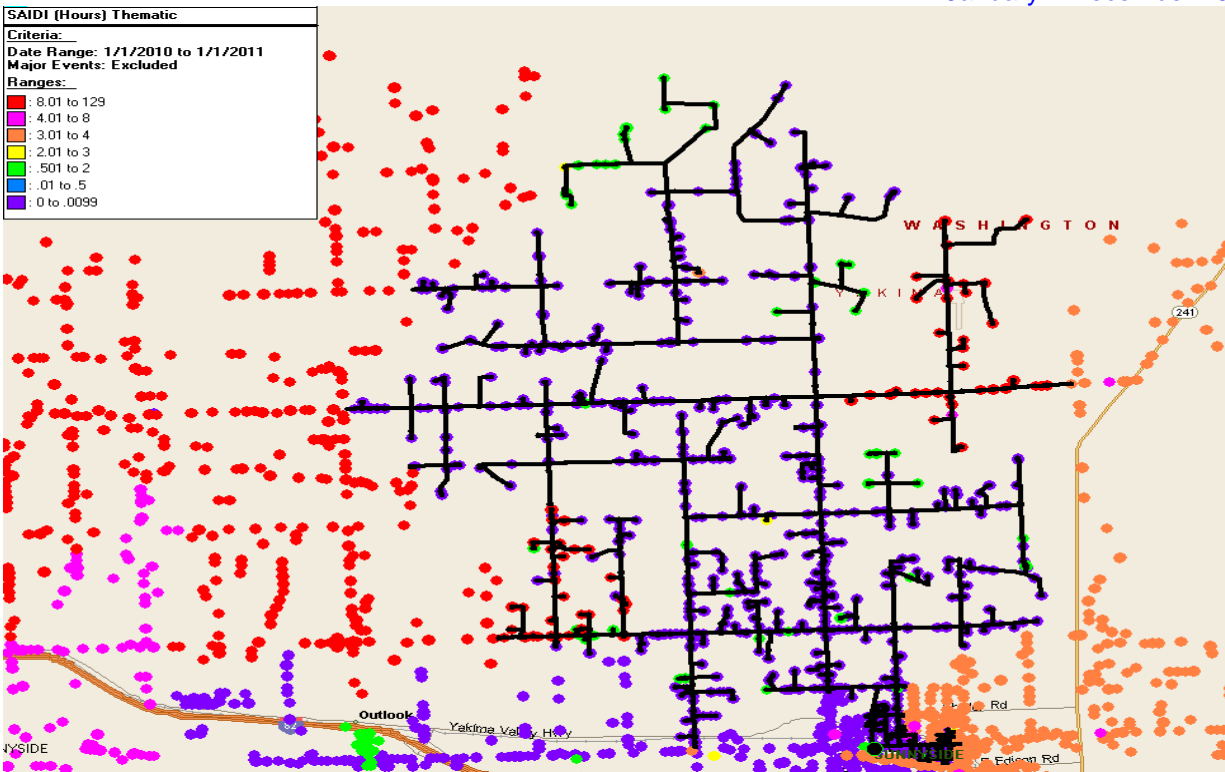 SAIDI (Hours) Thematic
Criteria:
Date Range: 1/1/2010 to 1/1/2011
Major Events: Excluded
Ranges:
: 8.01 to 129
: 4.01 to 8
: 3.01 to 4
: 2.01 to 3
: .501 to 2
: .01 to .5
: 0 to .0099
WASHINGTON
YAKIMA
241
Outlook
Yakima Valley Hwy
Rd
NYSIDE
SUNNYSIDE
E Edison Rd